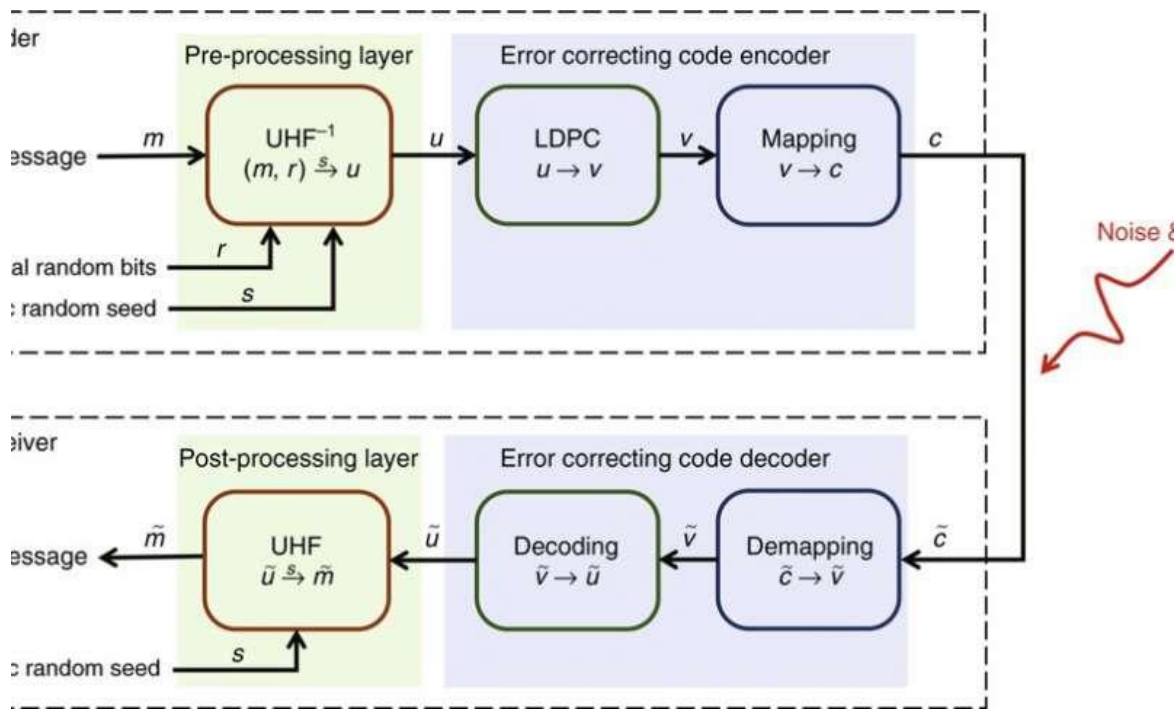 der
Pre-processing layer
Error correcting code encoder
m
UHF⁻¹
(m, r) →ˢ u
u
LDPC
u → v
v
Mapping
v → c
c
essage
Noise &
r
al random bits
s
c random seed
eiver
Post-processing layer
Error correcting code decoder
m̃
UHF
ũ →ˢ m̃
ũ
Decoding
ṽ → ũ
ṽ
Demapping
c̃ → ṽ
c̃
essage
s
c random seed